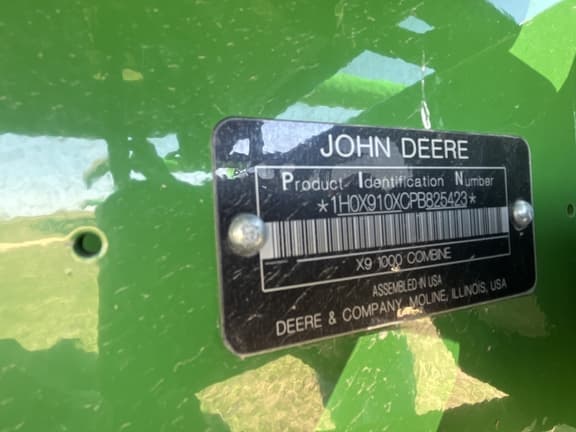 JOHN DEERE
Product Identification Number
*1H0X910XCPB825423*
X9 1000 COMBINE
ASSEMBLED IN USA
DEERE & COMPANY, MOLINE, ILLINOIS, USA